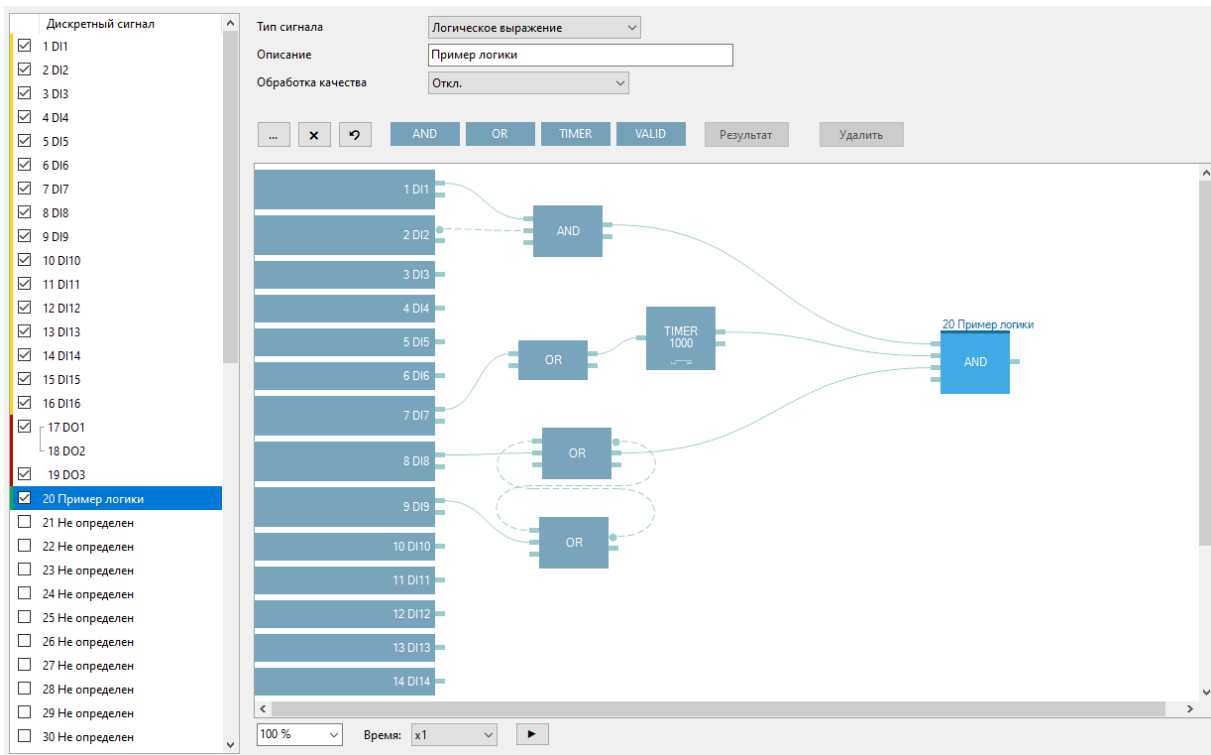 Дискретный сигнал
1 DI1
2 DI2
3 DI3
4 DI4
5 DI5
6 DI6
7 DI7
8 DI8
9 DI9
10 DI10
11 DI11
12 DI12
13 DI13
14 DI14
15 DI15
16 DI16
17 DO1
18 DO2
19 DO3
20 Пример логики
21 Не определен
22 Не определен
23 Не определен
24 Не определен
25 Не определен
26 Не определен
27 Не определен
28 Не определен
29 Не определен
30 Не определен
Тип сигнала Логическое выражение
Описание Пример логики
Обработка качества Откл.
... AND OR TIMER VALID Результат Удалить
1 DI1
2 DI2
3 DI3
4 DI4
5 DI5
6 DI6
7 DI7
8 DI8
9 DI9
10 DI10
11 DI11
12 DI12
13 DI13
14 DI14
AND
OR
TIMER
1000
OR
OR
20 Пример логики
AND
100 % Время: x1